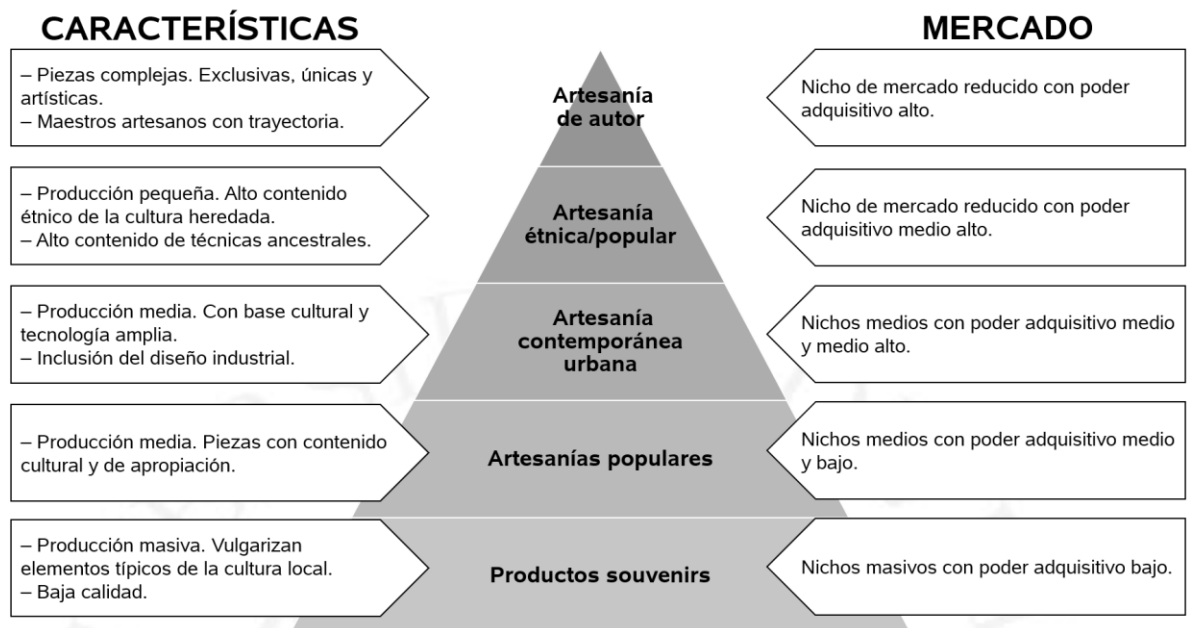 CARACTERÍSTICAS
MERCADO
– Piezas complejas. Exclusivas, únicas y
artísticas.
– Maestros artesanos con trayectoria.
Artesanía
de autor
Nicho de mercado reducido con poder
adquisitivo alto.
– Producción pequeña. Alto contenido
étnico de la cultura heredada.
– Alto contenido de técnicas ancestrales.
Artesanía
étnica/popular
Nicho de mercado reducido con poder
adquisitivo medio alto.
– Producción media. Con base cultural y
tecnología amplia.
– Inclusión del diseño industrial.
Artesanía
contemporánea
urbana
Nichos medios con poder adquisitivo medio
y medio alto.
– Producción media. Piezas con contenido
cultural y de apropiación.
Artesanías populares
Nichos medios con poder adquisitivo medio
y bajo.
– Producción masiva. Vulgarizan
elementos típicos de la cultura local.
– Baja calidad.
Productos souvenirs
Nichos masivos con poder adquisitivo bajo.